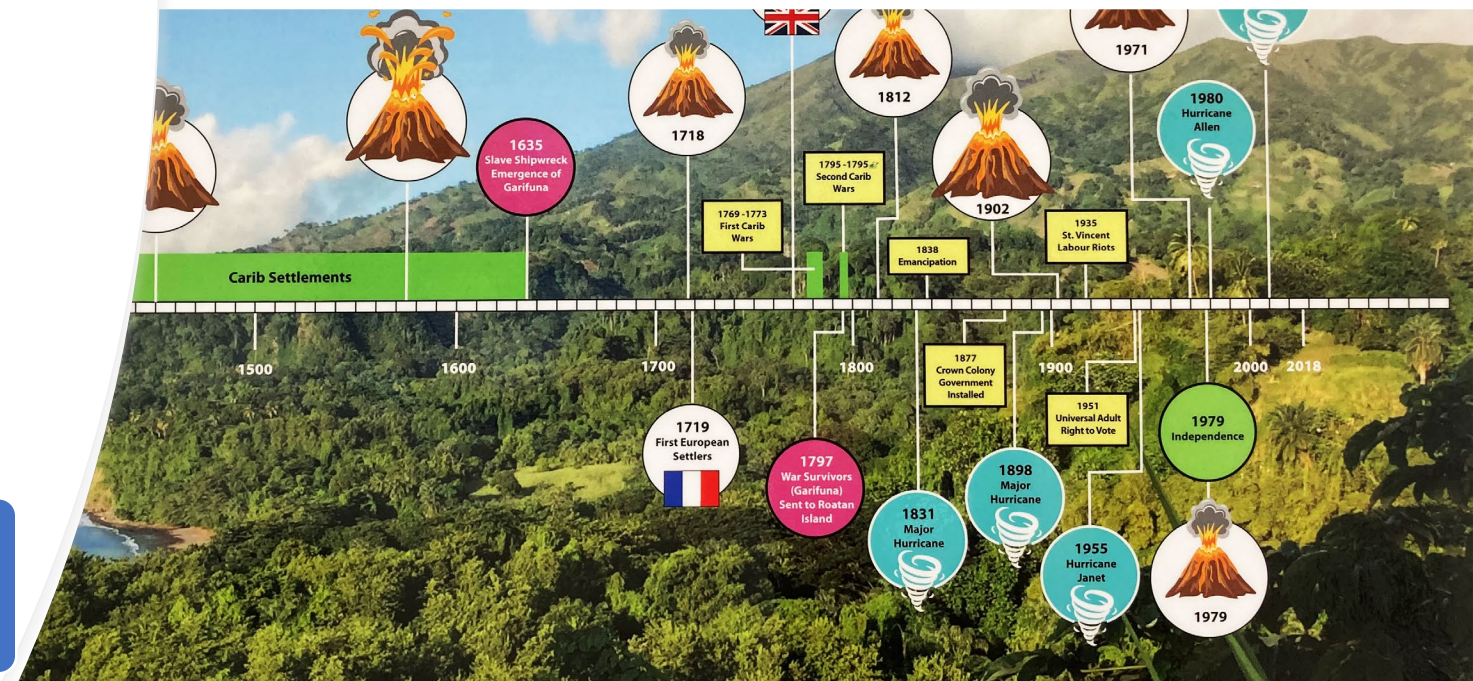 1971
1812
1980
Hurricane
Allen
1718
1635
Slave Shipwreck
Emergence of
Garifuna
1795 -1795
Second Carib
Wars
1902
1769 -1773
First Carib
Wars
1935
St. Vincent
Labour Riots
1838
Emancipation
Carib Settlements
1500
1600
1700
1800
1900
2000
2018
1877
Crown Colony
Government
Installed
1951
Universal Adult
Right to Vote
1979
Independence
1719
First European
Settlers
1797
War Survivors
(Garifuna)
Sent to Roatan
Island
1898
Major
Hurricane
1831
Major
Hurricane
1955
Hurricane
Janet
1979